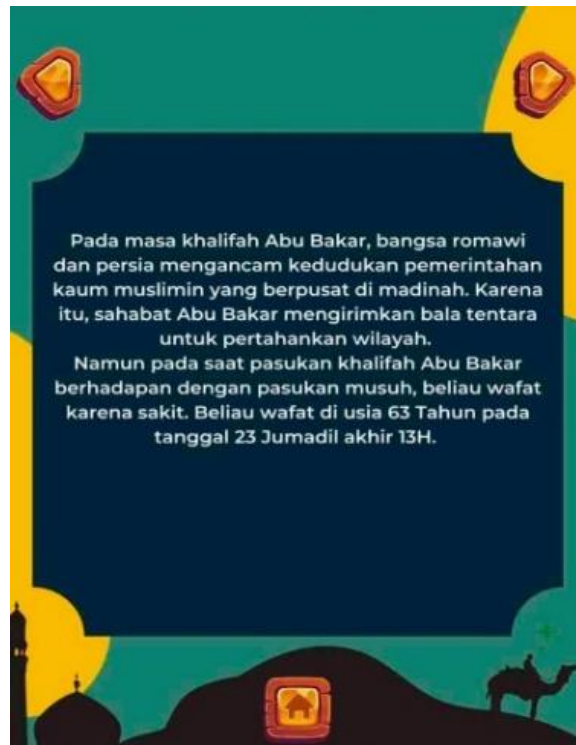 Pada masa khalifah Abu Bakar, bangsa romawi
dan persia mengancam kedudukan pemerintahan
kaum muslimin yang berpusat di madinah. Karena
itu, sahabat Abu Bakar mengirimkan bala tentara
untuk pertahankan wilayah.
Namun pada saat pasukan khalifah Abu Bakar
berhadapan dengan pasukan musuh, beliau wafat
karena sakit. Beliau wafat di usia 63 Tahun pada
tanggal 23 Jumadil akhir 13H.